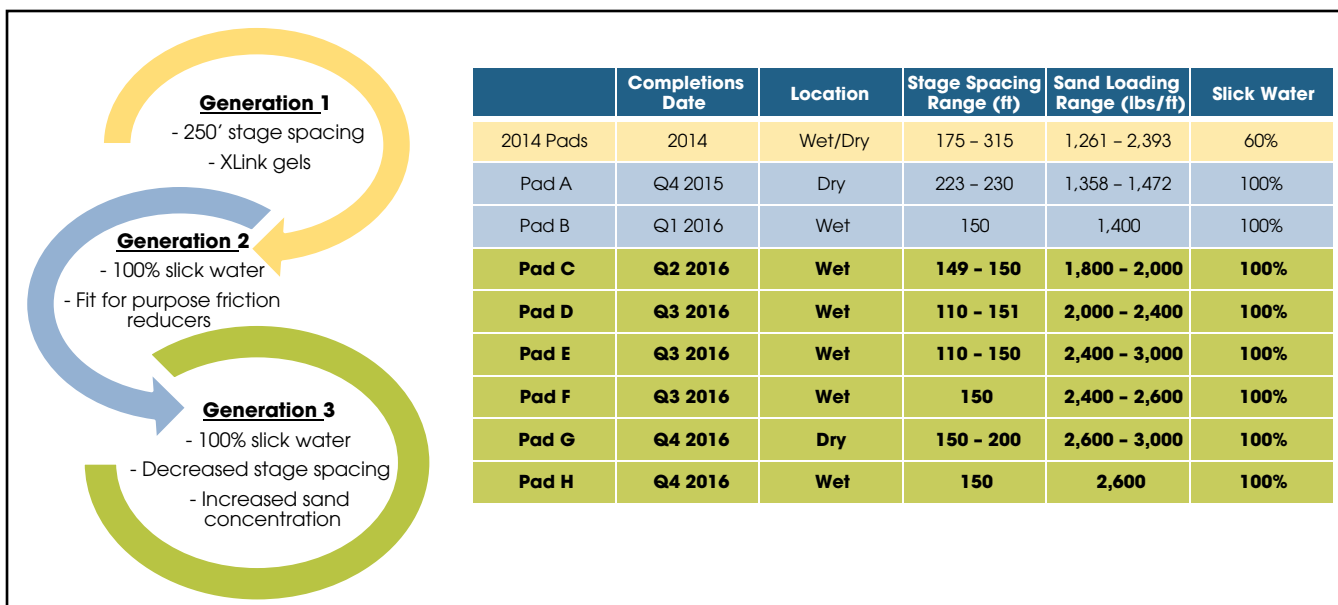 Generation 1
- 250’ stage spacing
- XLink gels
Generation 2
- 100% slick water
- Fit for purpose friction
reducers
Generation 3
- 100% slick water
- Decreased stage spacing
- Increased sand
concentration
Completions Date Location Stage Spacing Range (ft) Sand Loading Range (lbs/ft) Slick Water
2014 Pads 2014 Wet/Dry 175 – 315 1,261 – 2,393 60%
Pad A Q4 2015 Dry 223 – 230 1,358 – 1,472 100%
Pad B Q1 2016 Wet 150 1,400 100%
Pad C Q2 2016 Wet 149 – 150 1,800 – 2,000 100%
Pad D Q3 2016 Wet 110 – 151 2,000 – 2,400 100%
Pad E Q3 2016 Wet 110 – 150 2,400 – 3,000 100%
Pad F Q3 2016 Wet 150 2,400 – 2,600 100%
Pad G Q4 2016 Dry 150 – 200 2,600 – 3,000 100%
Pad H Q4 2016 Wet 150 2,600 100%